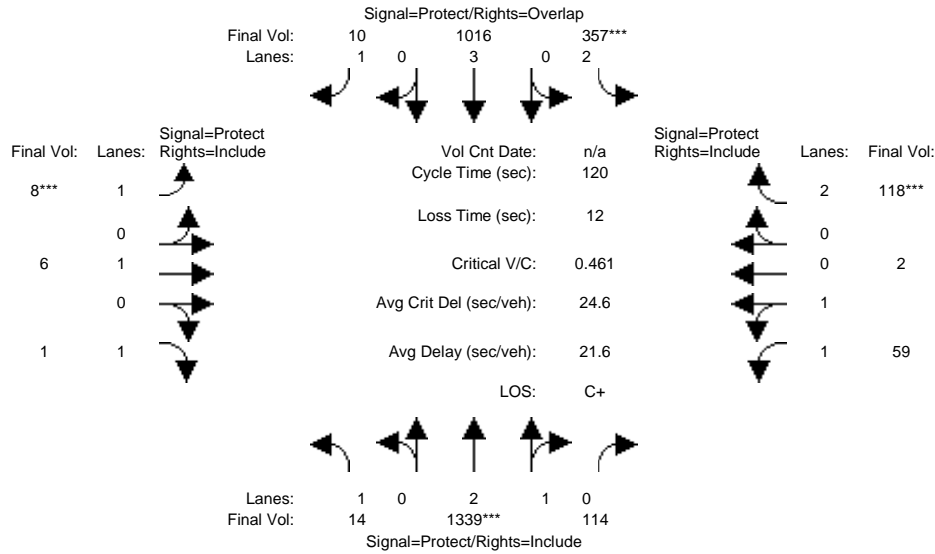 Signal=Protect/Rights=Overlap
Final Vol: 10 1016 357***
Lanes: 1 0 3 0 2
Signal=Protect
Final Vol: Lanes: Rights=Include
Vol Cnt Date: n/a
Signal=Protect
Rights=Include Lanes: Final Vol:
Cycle Time (sec): 120
8*** 1
2 118***
Loss Time (sec): 12
0
0
6 1
Critical V/C: 0.461
0 2
0
Avg Crit Del (sec/veh): 24.6
1
1 1
Avg Delay (sec/veh): 21.6
1 59
LOS: C+
Lanes: 1 0 2 1 0
Final Vol: 14 1339*** 114
Signal=Protect/Rights=Include